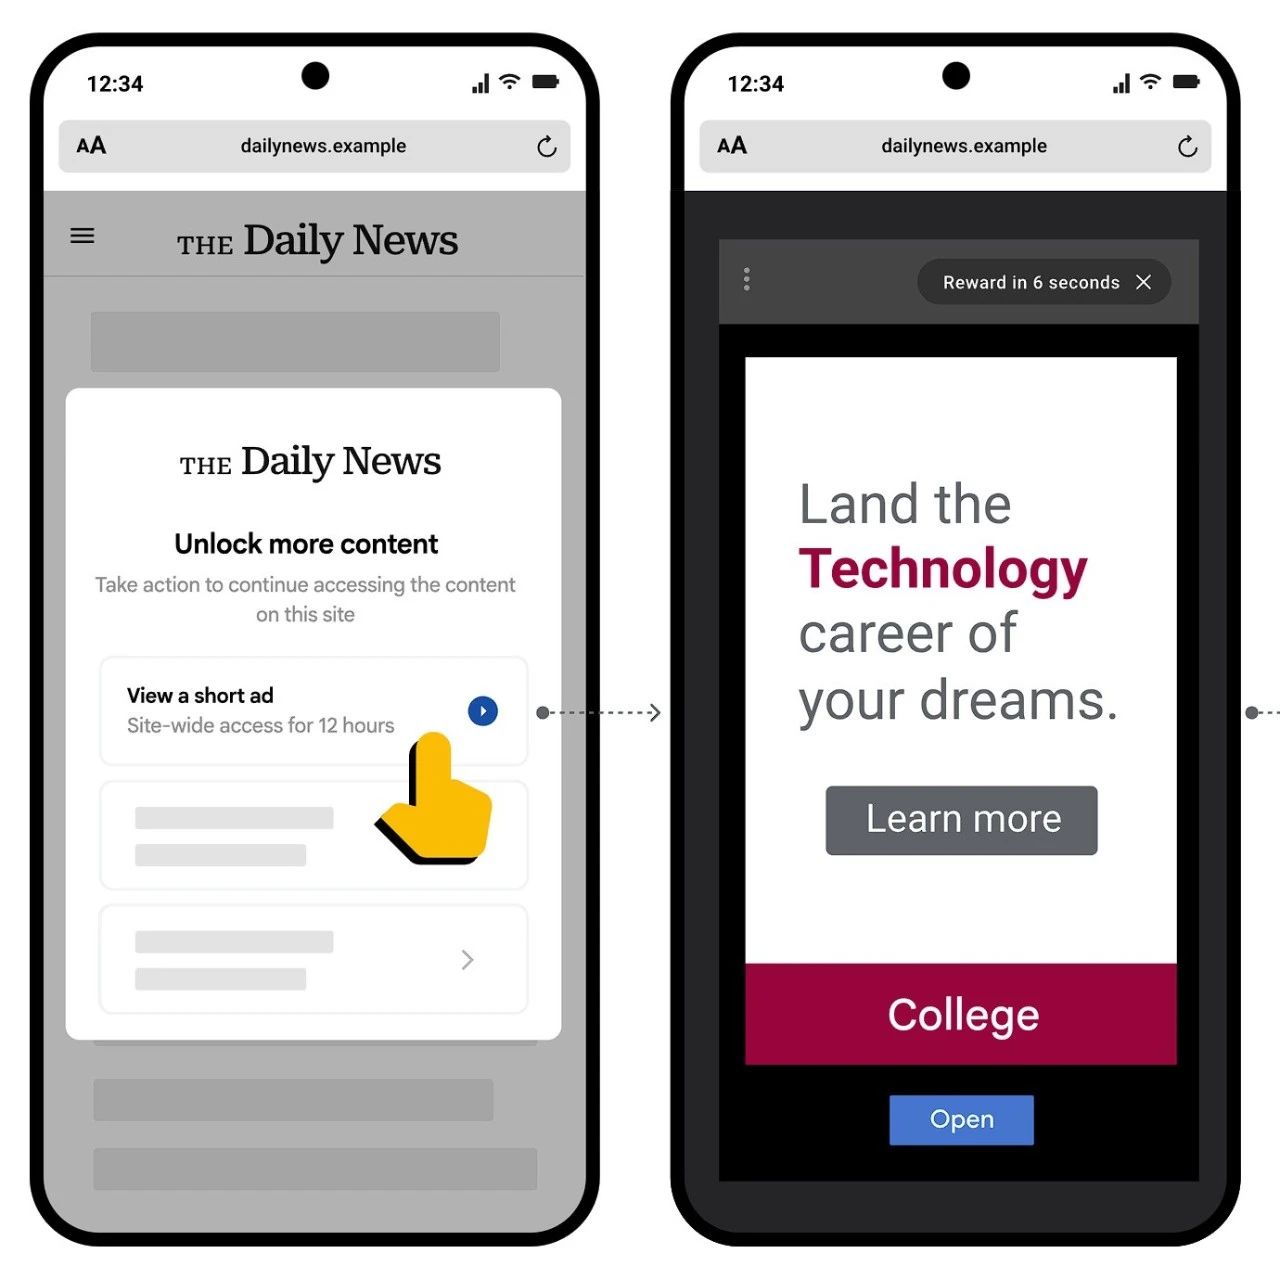 12:34
AA dailynews.example
THE Daily News
THE Daily News
Unlock more content
Take action to continue accessing the content
on this site
View a short ad
Site-wide access for 12 hours
12:34
AA dailynews.example
Reward in 6 seconds
Land the
Technology
career of
your dreams.
Learn more
College
Open